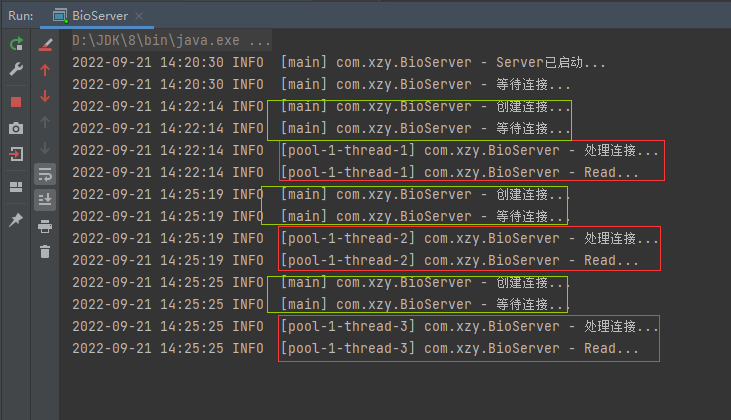 Run: BioServer
D:\JDK\8\bin\java.exe ...
2022-09-21 14:20:30 INFO [main] com.xzy.BioServer - Server已启动...
2022-09-21 14:20:30 INFO [main] com.xzy.BioServer - 等待连接...
2022-09-21 14:22:14 INFO [main] com.xzy.BioServer - 创建连接...
2022-09-21 14:22:14 INFO [main] com.xzy.BioServer - 等待连接...
2022-09-21 14:22:14 INFO [pool-1-thread-1] com.xzy.BioServer - 处理连接...
2022-09-21 14:22:14 INFO [pool-1-thread-1] com.xzy.BioServer - Read...
2022-09-21 14:25:19 INFO [main] com.xzy.BioServer - 创建连接...
2022-09-21 14:25:19 INFO [main] com.xzy.BioServer - 等待连接...
2022-09-21 14:25:19 INFO [pool-1-thread-2] com.xzy.BioServer - 处理连接...
2022-09-21 14:25:19 INFO [pool-1-thread-2] com.xzy.BioServer - Read...
2022-09-21 14:25:25 INFO [main] com.xzy.BioServer - 创建连接...
2022-09-21 14:25:25 INFO [main] com.xzy.BioServer - 等待连接...
2022-09-21 14:25:25 INFO [pool-1-thread-3] com.xzy.BioServer - 处理连接...
2022-09-21 14:25:25 INFO [pool-1-thread-3] com.xzy.BioServer - Read...